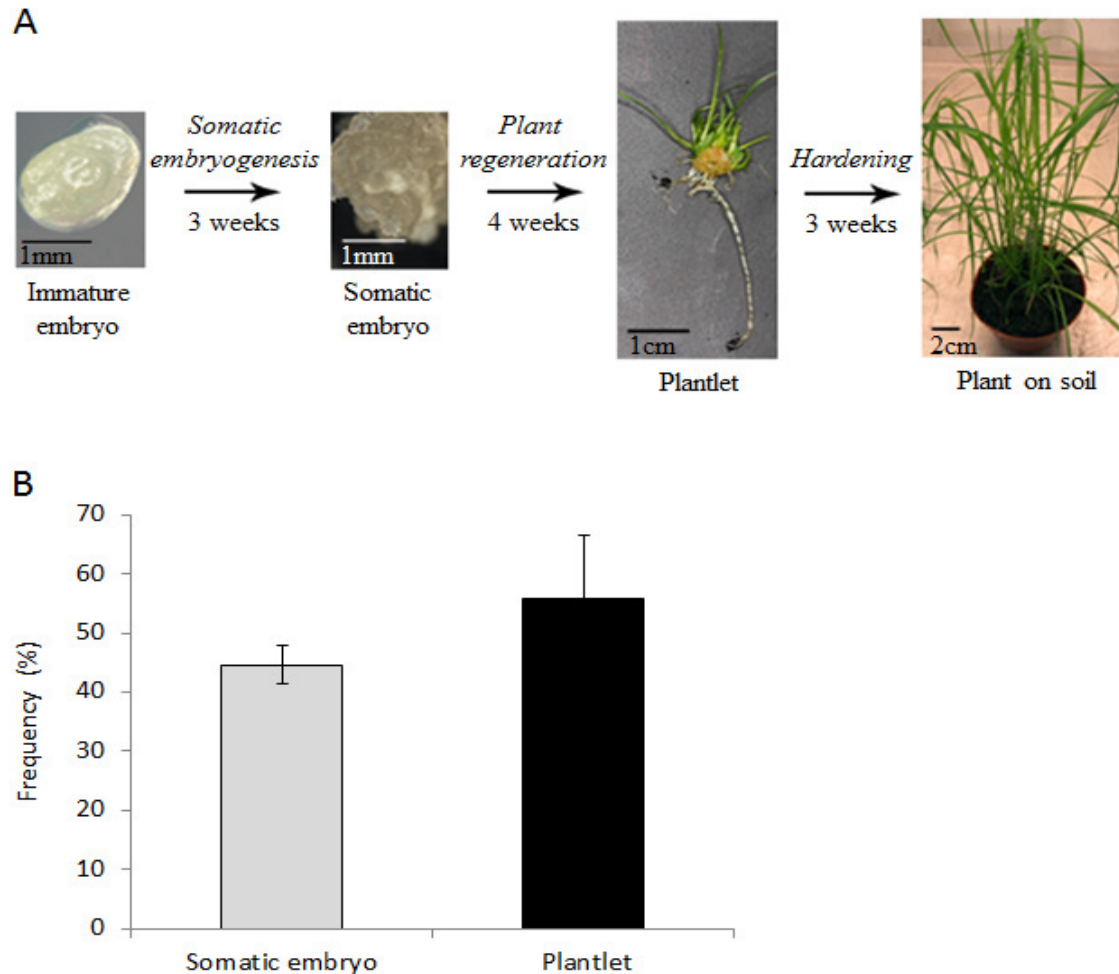 A
Somatic
embryogenesis
3 weeks
Plant
regeneration
4 weeks
Hardening
3 weeks
1mm
Immature
embryo
1mm
Somatic
embryo
1cm
Plantlet
2cm
Plant on soil
B
Frequency (%)
70
60
50
40
30
20
10
0
Somatic embryo
Plantlet